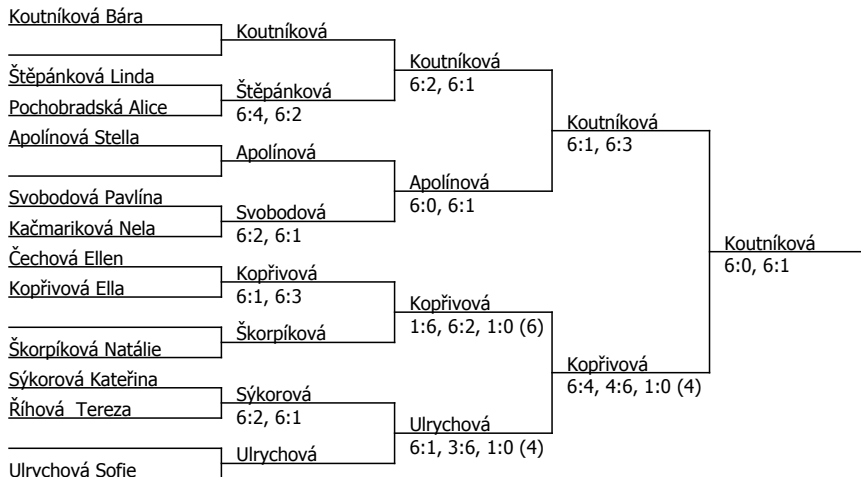 Koutníková Bára
Štěpánková Linda
Pochobradská Alice
Apolínová Stella
Svobodová Pavlína
Kačmariková Nela
Čechová Ellen
Kopřivová Ella
Škorpíková Natálie
Sýkorová Kateřina
Říhová  Tereza
Ulrychová Sofie
Koutníková
Štěpánková
6:4, 6:2
Apolínová
Svobodová
6:2, 6:1
Kopřivová
6:1, 6:3
Škorpíková
Sýkorová
6:2, 6:1
Ulrychová
Koutníková
6:2, 6:1
Apolínová
6:0, 6:1
Kopřivová
1:6, 6:2, 1:0 (6)
Ulrychová
6:1, 3:6, 1:0 (4)
Koutníková
6:1, 6:3
Kopřivová
6:4, 4:6, 1:0 (4)
Koutníková
6:0, 6:1